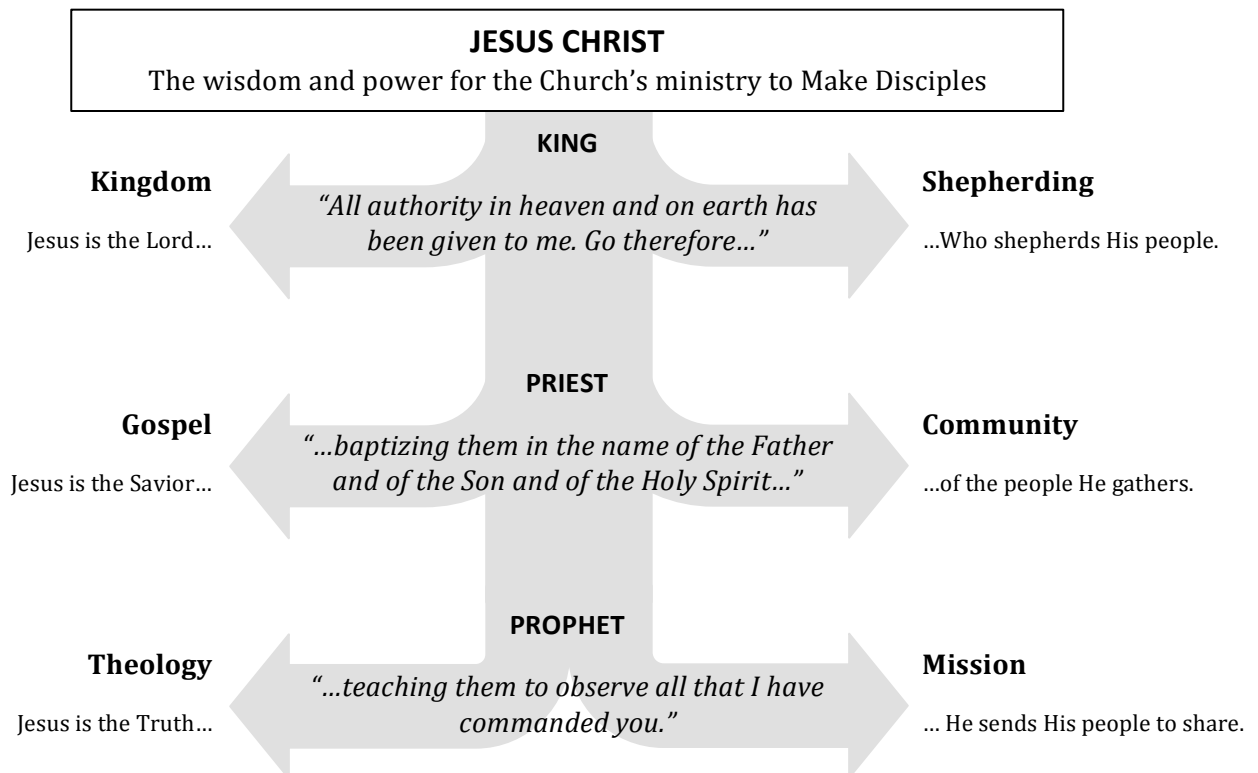 JESUS CHRIST
The wisdom and power for the Church’s ministry to Make Disciples
KING
Kingdom
Jesus is the Lord…
“All authority in heaven and on earth has
been given to me. Go therefore…”
Shepherding
…Who shepherds His people.
PRIEST
Gospel
Jesus is the Savior…
“…baptizing them in the name of the Father
and of the Son and of the Holy Spirit…”
Community
…of the people He gathers.
PROPHET
Theology
Jesus is the Truth…
“…teaching them to observe all that I have
commanded you.”
Mission
… He sends His people to share.